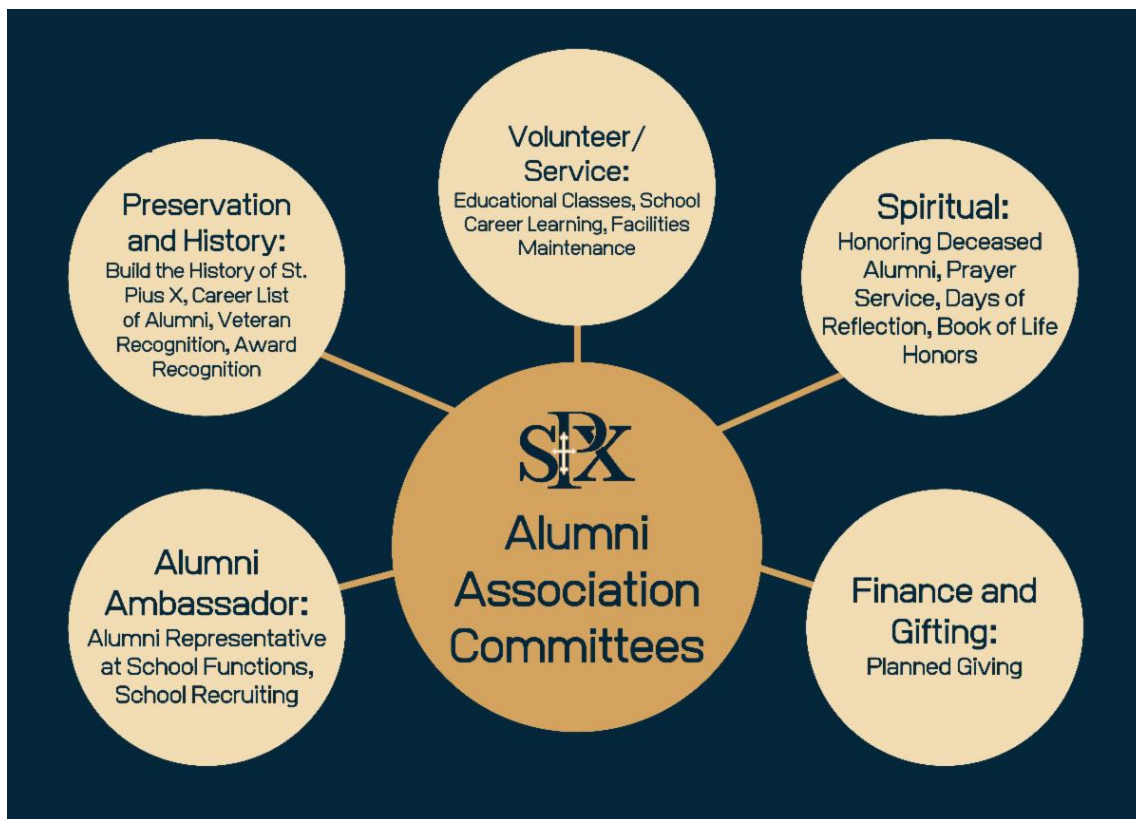 Volunteer/
Service:
Educational Classes, School
Career Learning, Facilities
Maintenance
Preservation
and History:
Build the History of St.
Pius X, Career List
of Alumni, Veteran
Recognition, Award
Recognition
Spiritual:
Honoring Deceased
Alumni, Prayer
Service, Days of
Reflection, Book of Life
Honors
SPX
Alumni
Association
Committees
Alumni
Ambassador:
Alumni Representative
at School Functions,
School Recruiting
Finance and
Gifting:
Planned Giving